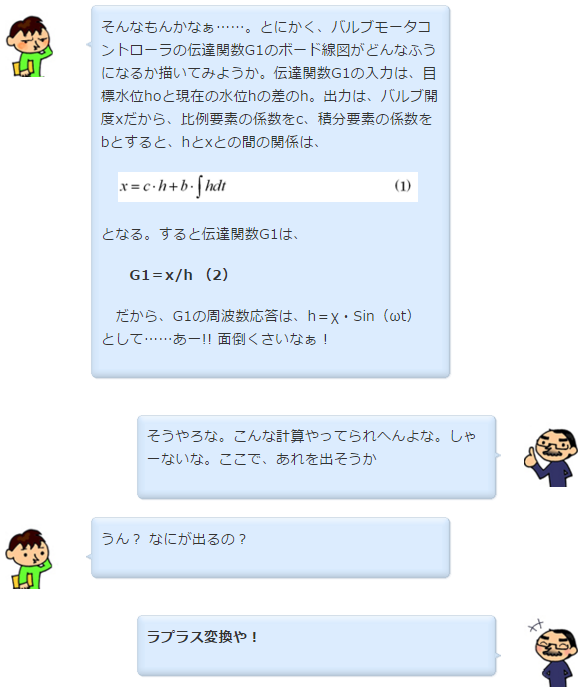 そんなもんかなぁ……。とにかく、バルブモータコ
ントローラの伝達関数G1のボード線図がどんなふう
になるか描いてみようか。伝達関数G1の入力は、目
標水位hoと現在の水位hの差のh。出力は、バルブ開
度xだから、比例要素の係数をc、積分要素の係数を
bとすると、hとxとの間の関係は、
x = c · h + b · ∫ hdt (1)
となる。すると伝達関数G1は、
G1＝x/h （2）
だから、G1の周波数応答は、h＝χ・Sin（ωt）
として……あー!! 面倒くさいなぁ！
そうやろな。こんな計算やってられへんよな。しゃ
ーないな。ここで、あれを出そうか
うん？ なにが出るの？
ラプラス変換や！